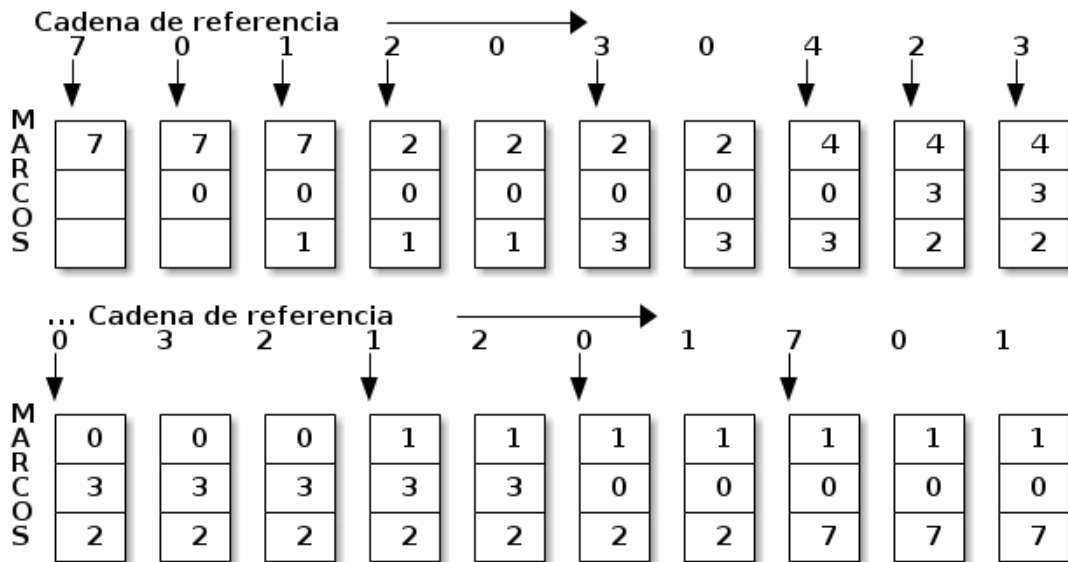 Cadena de referencia
7 0 1 2 0 3 0 4 2 3
MARCOS
7 7 7 2 2 2 2 4 4 4
0 0 0 0 0 0 0 3 3
1 1 1 3 3 3 2 2
... Cadena de referencia
0 3 2 1 2 0 1 7 0 1
MARCOS
0 0 0 1 1 1 1 1 1 1
3 3 3 3 3 0 0 0 0 0
2 2 2 2 2 2 2 7 7 7